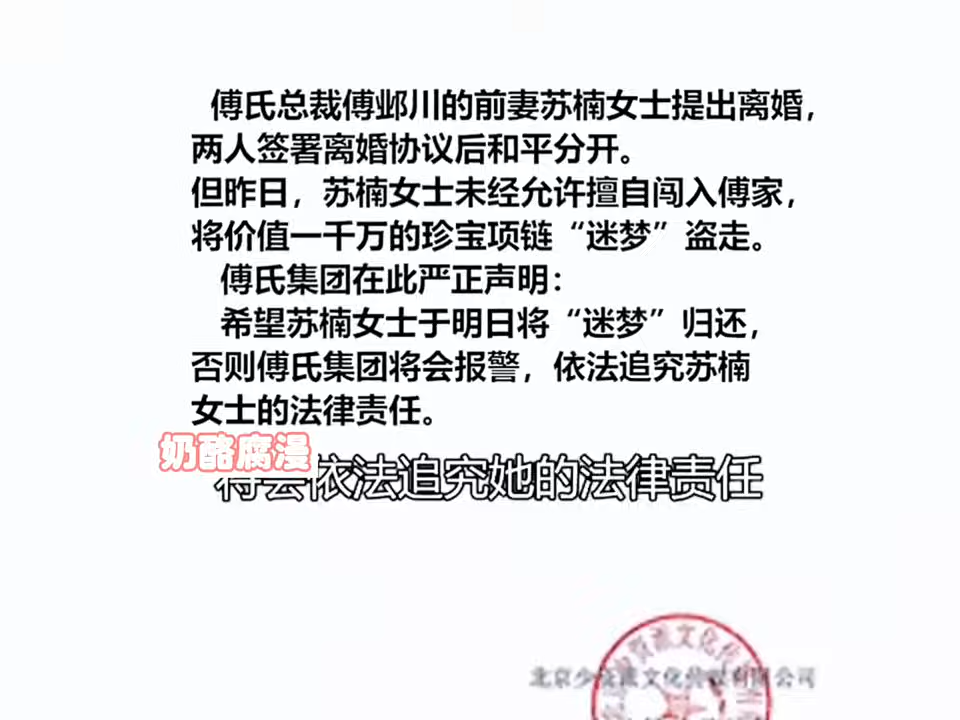 傅氏总裁傅邺川的前妻苏楠女士提出离婚，
两人签署离婚协议后和平分开。
但昨日，苏楠女士未经允许擅自闯入傅家，
将价值一千万的珍宝项链“迷梦”盗走。
傅氏集团在此严正声明：
希望苏楠女士于明日将“迷梦”归还，
否则傅氏集团将会报警，依法追究苏楠
女士的法律责任。
奶酪腐漫
将会依法追究她的法律责任